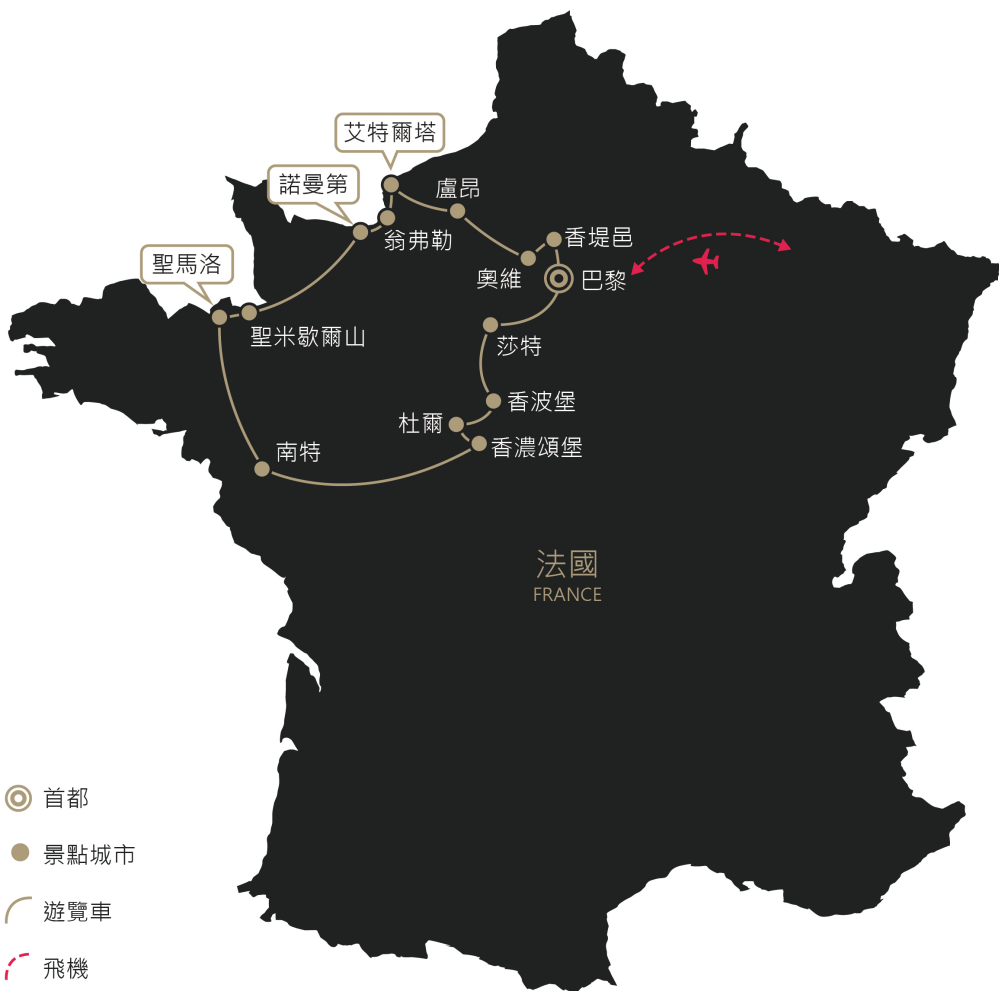 艾特爾塔
諾曼第
盧昂
翁弗勒
香堤邑
聖馬洛
奧維
巴黎
聖米歇爾山
莎特
香波堡
杜爾
香濃頌堡
南特
法國
FRANCE
首都
景點城市
遊覽車
飛機